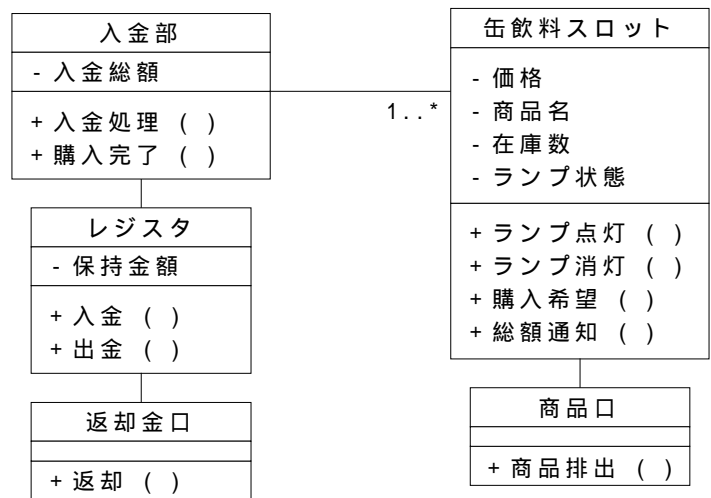 入金部
- 入金総額
+ 入金処理 ( )
+ 購入完了 ( )
1..*
缶飲料スロット
- 価格
- 商品名
- 在庫数
- ランプ状態
+ ランプ点灯 ( )
+ ランプ消灯 ( )
+ 購入希望 ( )
+ 総額通知 ( )
レジスタ
- 保持金額
+ 入金 ( )
+ 出金 ( )
返却金口
+ 返却 ( )
商品口
+ 商品排出 ( )